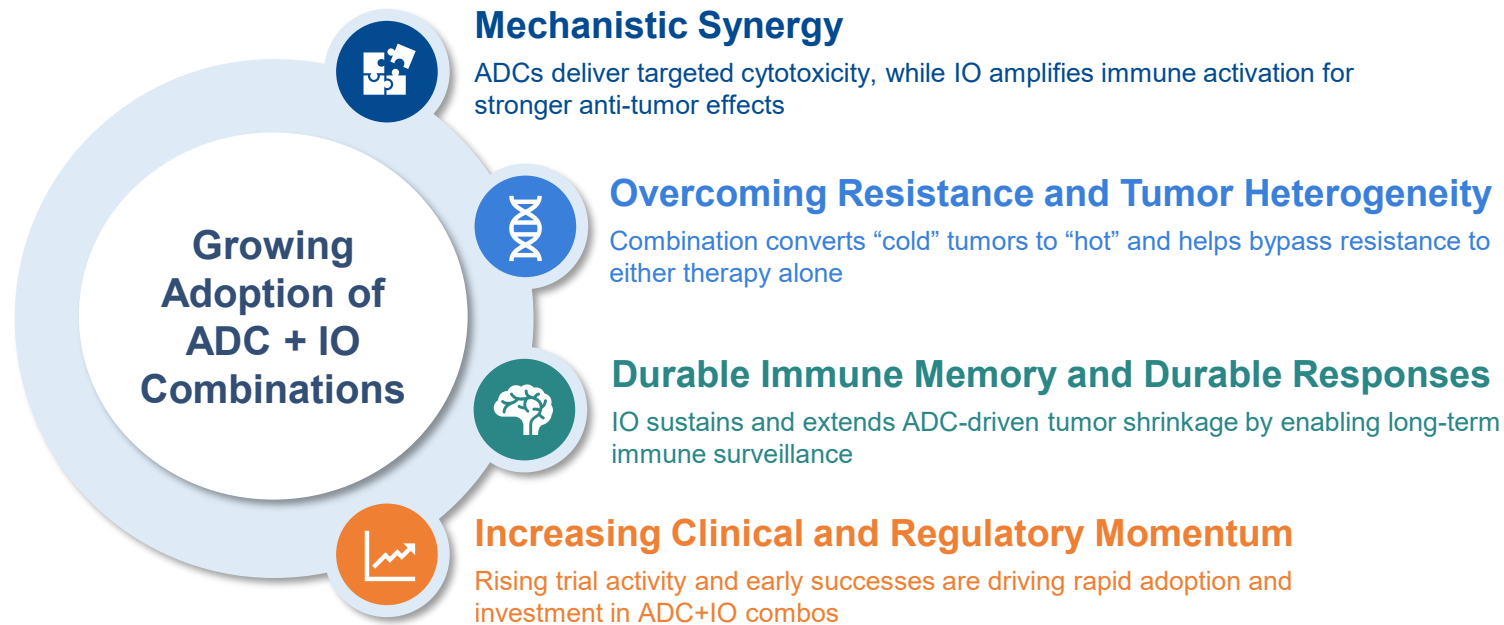 Growing
Adoption of
ADC + IO
Combinations
Mechanistic Synergy
ADCs deliver targeted cytotoxicity, while IO amplifies immune activation for
stronger anti-tumor effects
Overcoming Resistance and Tumor Heterogeneity
Combination converts “cold” tumors to “hot” and helps bypass resistance to
either therapy alone
Durable Immune Memory and Durable Responses
IO sustains and extends ADC-driven tumor shrinkage by enabling long-term
immune surveillance
Increasing Clinical and Regulatory Momentum
Rising trial activity and early successes are driving rapid adoption and
investment in ADC+IO combos